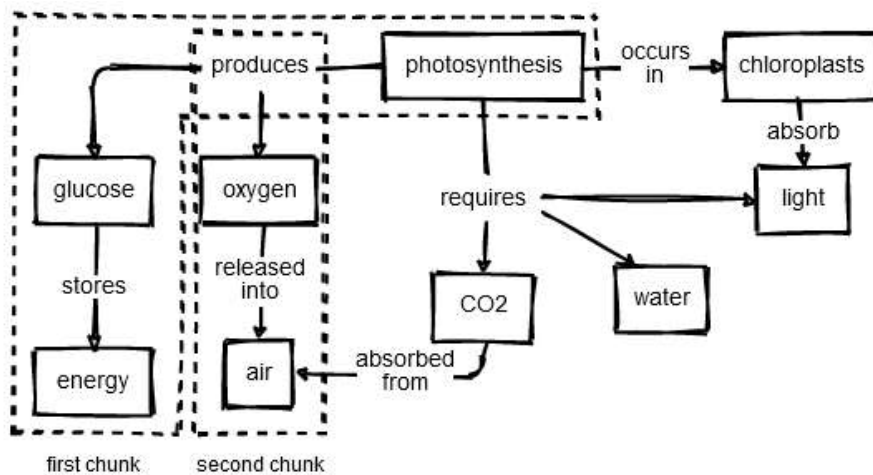 produces
photosynthesis
occurs
in
chloroplasts
absorb
glucose
oxygen
requires
light
stores
released
into
CO2
water
energy
air
absorbed
from
first chunk
second chunk